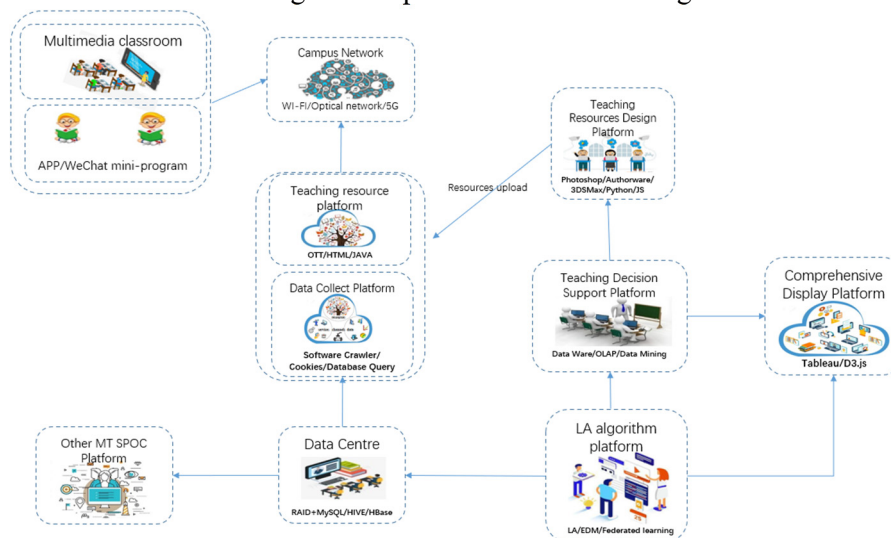 Multimedia classroom
APP/WeChat mini-program
Campus Network
WI-FI/Optical network/5G
Teaching resource
platform
OTT/HTML/JAVA
Data Collect Platform
Software Crawler/
Cookies/Database Query
Resources upload
Teaching
Resources Design
Platform
Photoshop/Authorware/
3DSMax/Python/JS
Teaching Decision
Support Platform
Data Ware/OLAP/Data Mining
Comprehensive
Display Platform
Tableau/D3.js
Other MT SPOC
Platform
Data Centre
RAID+MySQL/HIVE/HBase
LA algorithm
platform
LA/EDM/Federated learning